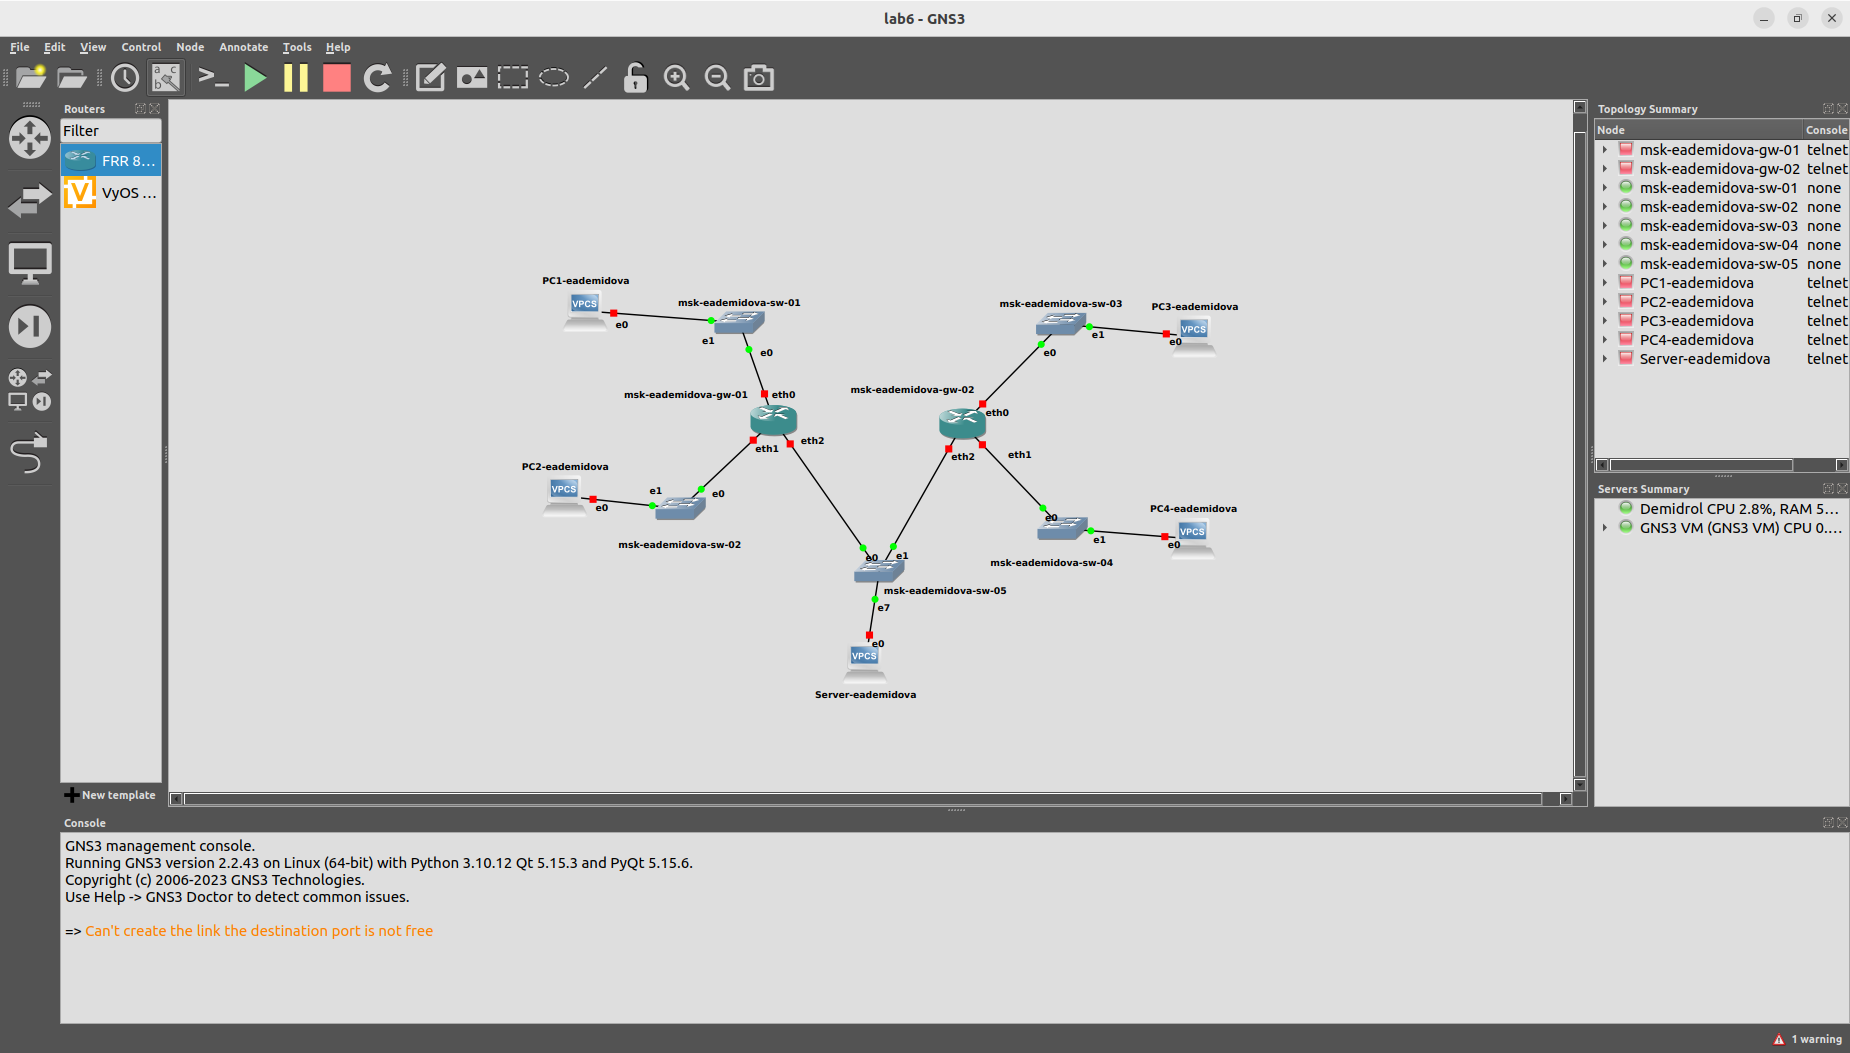 lab6 - GNS3
File Edit View Control Node Annotate Tools Help
Routers
Filter
FRR 8...
VyOS ...
New template
PC1-eademidova
VPCS
e0
msk-eademidova-sw-01
e1
e0
msk-eademidova-gw-01
eth0
eth1
eth2
PC2-eademidova
VPCS
e0
e1
e0
msk-eademidova-sw-02
msk-eademidova-sw-03
e1
e0
PC3-eademidova
VPCS
e0
msk-eademidova-gw-02
eth0
eth2
eth1
PC4-eademidova
VPCS
e0
e0
e1
msk-eademidova-sw-04
e0
e1
msk-eademidova-sw-05
e7
e0
VPCS
Server-eademidova
Topology Summary
Node Console
msk-eademidova-gw-01 telnet
msk-eademidova-gw-02 telnet
msk-eademidova-sw-01 none
msk-eademidova-sw-02 none
msk-eademidova-sw-03 none
msk-eademidova-sw-04 none
msk-eademidova-sw-05 none
PC1-eademidova telnet
PC2-eademidova telnet
PC3-eademidova telnet
PC4-eademidova telnet
Server-eademidova telnet
Servers Summary
Demidrol CPU 2.8%, RAM 5...
GNS3 VM (GNS3 VM) CPU 0....
Console
GNS3 management console.
Running GNS3 version 2.2.43 on Linux (64-bit) with Python 3.10.12 Qt 5.15.3 and PyQt 5.15.6.
Copyright (c) 2006-2023 GNS3 Technologies.
Use Help -> GNS3 Doctor to detect common issues.
=> Can't create the link the destination port is not free
1 warning